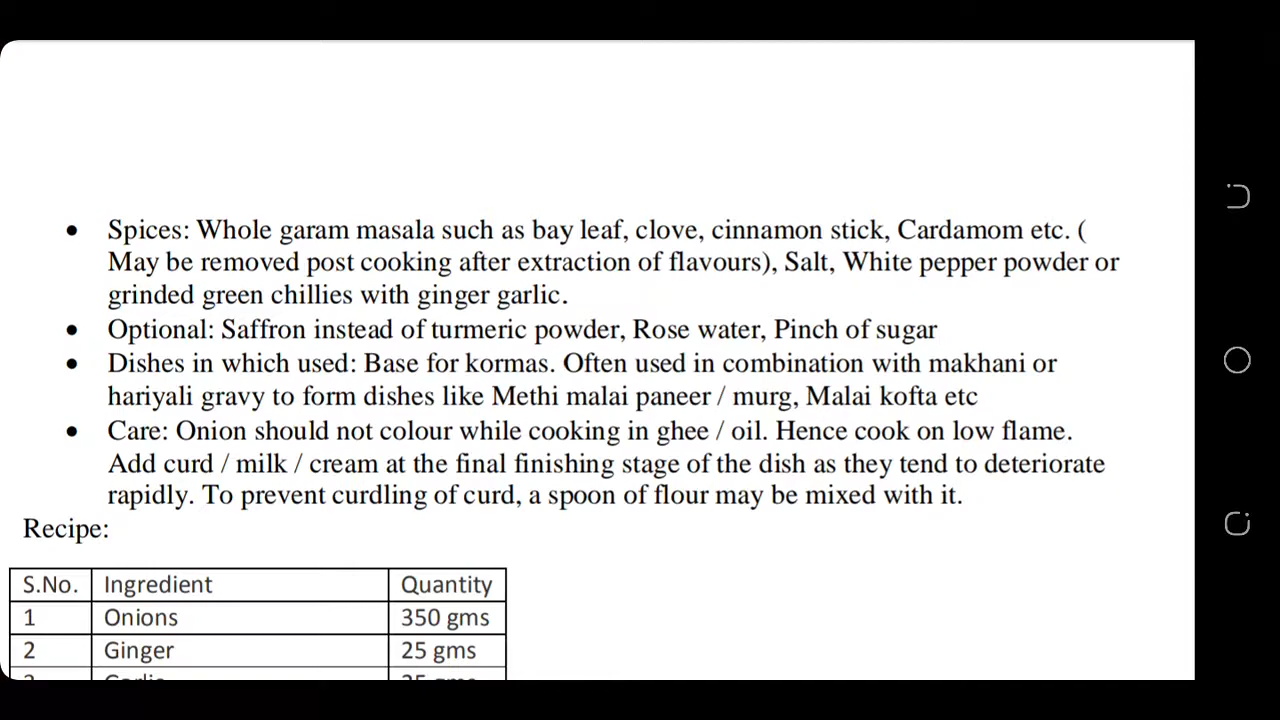 Spices: Whole garam masala such as bay leaf, clove, cinnamon stick, Cardamom etc. (
May be removed post cooking after extraction of flavours), Salt, White pepper powder or
grinded green chillies with ginger garlic.
Optional: Saffron instead of turmeric powder, Rose water, Pinch of sugar
Dishes in which used: Base for kormas. Often used in combination with makhani or
hariyali gravy to form dishes like Methi malai paneer / murg, Malai kofta etc
Care: Onion should not colour while cooking in ghee / oil. Hence cook on low flame.
Add curd / milk / cream at the final finishing stage of the dish as they tend to deteriorate
rapidly. To prevent curdling of curd, a spoon of flour may be mixed with it.
Recipe:
S.No. Ingredient Quantity
1 Onions 350 gms
2 Ginger 25 gms